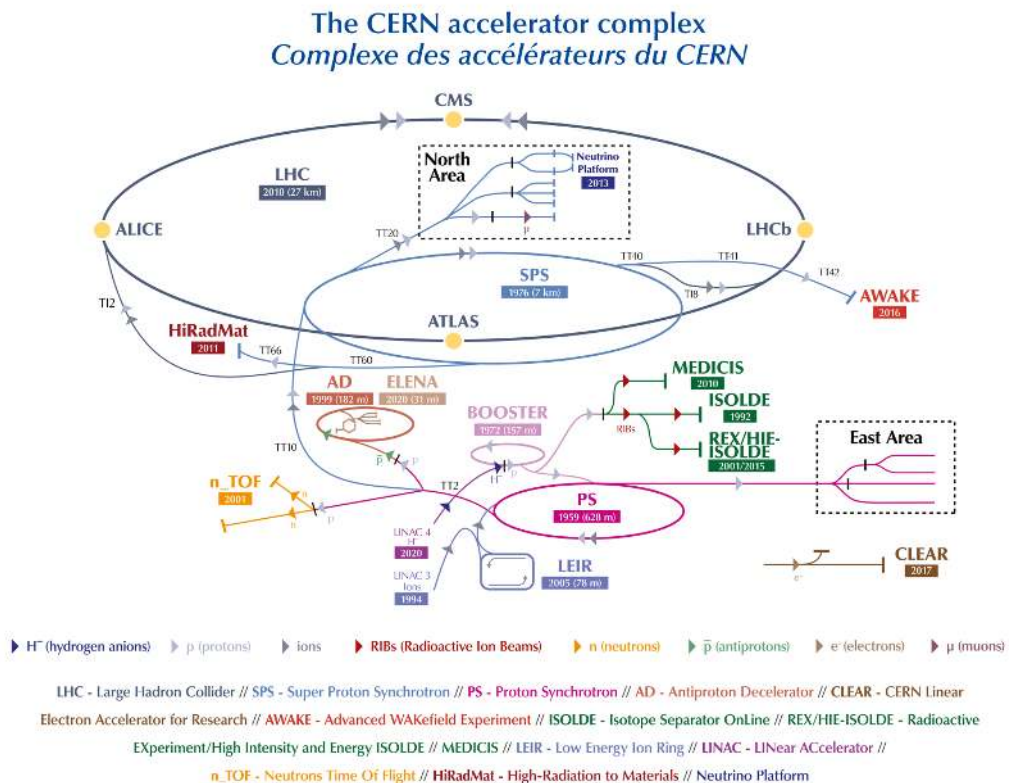 The CERN accelerator complex
Complexe des accélérateurs du CERN
CMS
North
Area
Neutrino
Platform
2013
LHC
2010 (27 km)
ALICE
LHCb
TT20
μ
TT40
TT41
TT42
SPS
1976 (7 km)
TI8
TI2
AWAKE
2016
HiRadMat
2011
ATLAS
TT66
TT60
AD
1999 (182 m)
ELENA
2020 (31 m)
MEDICIS
2010
BOOSTER
1972 (157 m)
ISOLDE
1992
RIBs
REX/HIE-
ISOLDE
2001/2015
East Area
TT10
p̄
p
H⁻
p
TT2
n_TOF
2001
n
n
p
PS
1959 (628 m)
LINAC 4
H⁻
2020
LINAC 3
Ions
1994
LEIR
2005 (78 m)
CLEAR
2017
e⁻
H⁻ (hydrogen anions)
p (protons)
ions
RIBs (Radioactive Ion Beams)
n (neutrons)
p̄ (antiprotons)
e⁻ (electrons)
μ (muons)
LHC - Large Hadron Collider // SPS - Super Proton Synchrotron // PS - Proton Synchrotron // AD - Antiproton Decelerator // CLEAR - CERN Linear
Electron Accelerator for Research // AWAKE - Advanced WAKefield Experiment // ISOLDE - Isotope Separator OnLine // REX/HIE-ISOLDE - Radioactive
EXperiment/High Intensity and Energy ISOLDE // MEDICIS // LEIR - Low Energy Ion Ring // LINAC - LINear ACcelerator //
n_TOF - Neutrons Time Of Flight // HiRadMat - High-Radiation to Materials // Neutrino Platform